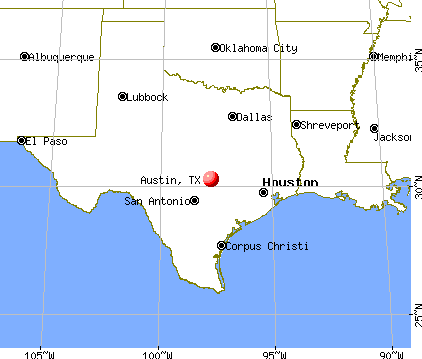 Oklahoma City
Albuquerque
Memphi
35°N
Lubbock
Dallas
Shreveport
Jackson
El Paso
Austin, TX
Houston
30°N
San Antonio
Corpus Christi
25°N
105°W
100°W
95°W
90°W